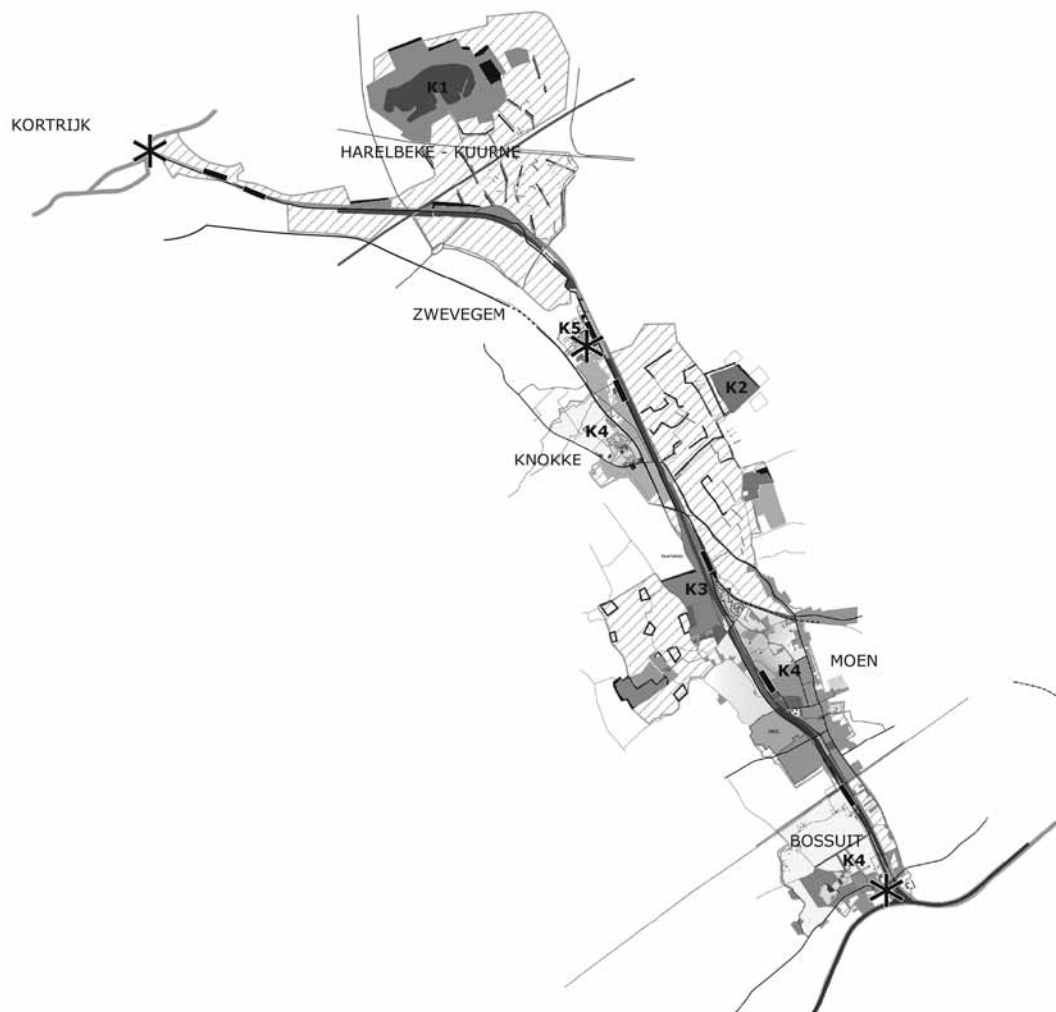 K1
KORTRIJK
HARELBEKE - KUURNE
ZWEVEGEM
K5
K2
K4
KNOKKE
K3
MOEN
K4
BOSSUIT
K4